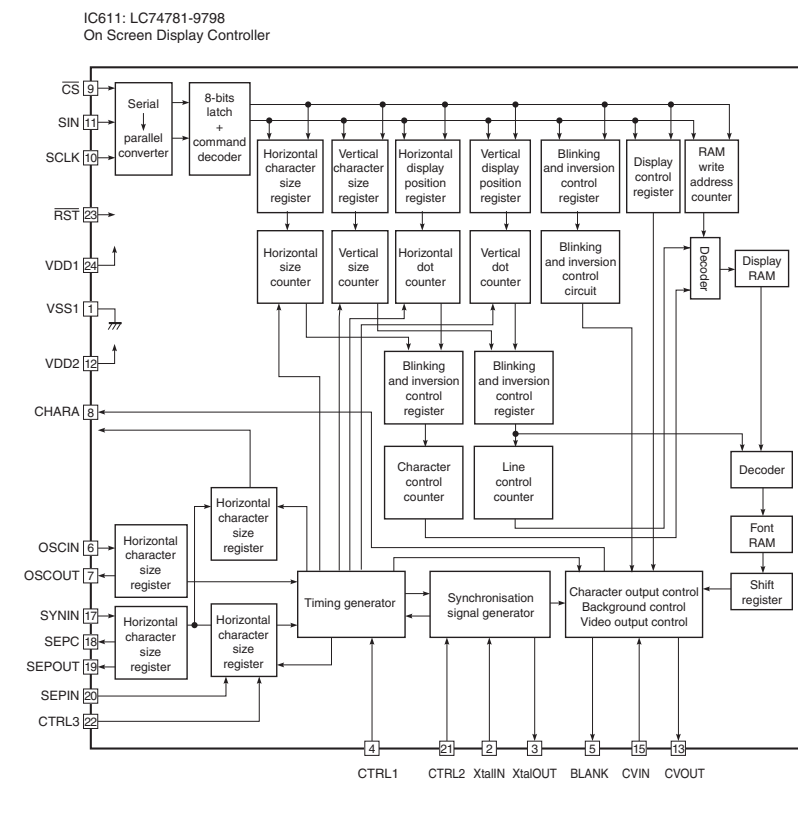 IC611: LC74781-9798
On Screen Display Controller
CS 9
SIN 11
SCLK 10
RST 23
VDD1 24
VSS1 1
VDD2 12
CHARA 8
OSCIN 6
OSCOUT 7
SYNIN 17
SEPC 18
SEPOUT 19
SEPIN 20
CTRL3 22
Serial
parallel
converter
8-bits
latch
+
command
decoder
Horizontal
character
size
register
Vertical
character
size
register
Horizontal
display
position
register
Vertical
display
position
register
Blinking
and inversion
control
register
Display
control
register
RAM
write
address
counter
Horizontal
size
counter
Vertical
size
counter
Horizontal
dot
counter
Vertical
dot
counter
Blinking
and inversion
control
circuit
Decoder
Display
RAM
Blinking
and inversion
control
register
Blinking
and inversion
control
register
Character
control
counter
Line
control
counter
Decoder
Font
RAM
Shift
register
Horizontal
character
size
register
Horizontal
character
size
register
Horizontal
character
size
register
Horizontal
character
size
register
Timing generator
Synchronisation
signal generator
Character output control
Background control
Video output control
4 21 2 3 5 15 13
CTRL1 CTRL2 XtalIN XtalOUT BLANK CVIN CVOUT